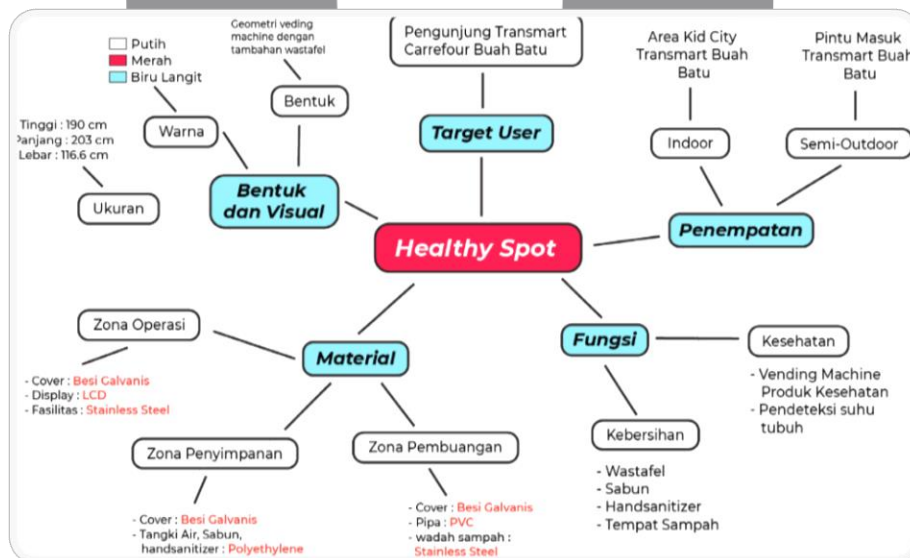 Geometri veding
machine dengan
tambahan wastafel
Putih
Merah
Biru Langit
Bentuk
Warna
Tinggi : 190 cm
Panjang : 203 cm
Lebar : 116.6 cm
Ukuran
Bentuk
dan Visual
Pengunjung Transmart
Carrefour Buah Batu
Target User
Area Kid City
Transmart Buah
Batu
Pintu Masuk
Transmart Buah
Batu
Indoor
Semi-Outdoor
Penempatan
Healthy Spot
Zona Operasi
- Cover : Besi Galvanis
- Display : LCD
- Fasilitas : Stainless Steel
Material
Zona Penyimpanan
- Cover : Besi Galvanis
- Tangki Air, Sabun,
handsanitizer : Polyethylene
Zona Pembuangan
- Cover : Besi Galvanis
- Pipa : PVC
- wadah sampah :
Stainless Steel
Fungsi
Kesehatan
- Vending Machine
Produk Kesehatan
- Pendeteksi suhu
tubuh
Kebersihan
- Wastafel
- Sabun
- Handsanitizer
- Tempat Sampah